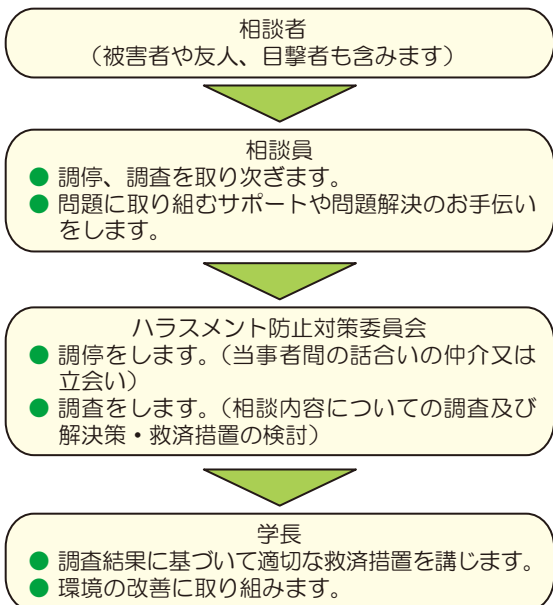 相談者
（被害者や友人、目撃者も含みます）
相談員
● 調停、調査を取り次ぎます。
● 問題に取り組むサポートや問題解決のお手伝い
をします。
ハラスメント防止対策委員会
● 調停をします。（当事者間の話合いの仲介又は
立会い）
● 調査をします。（相談内容についての調査及び
解決策・救済措置の検討）
学長
● 調査結果に基づいて適切な救済措置を講じます。
● 環境の改善に取り組みます。